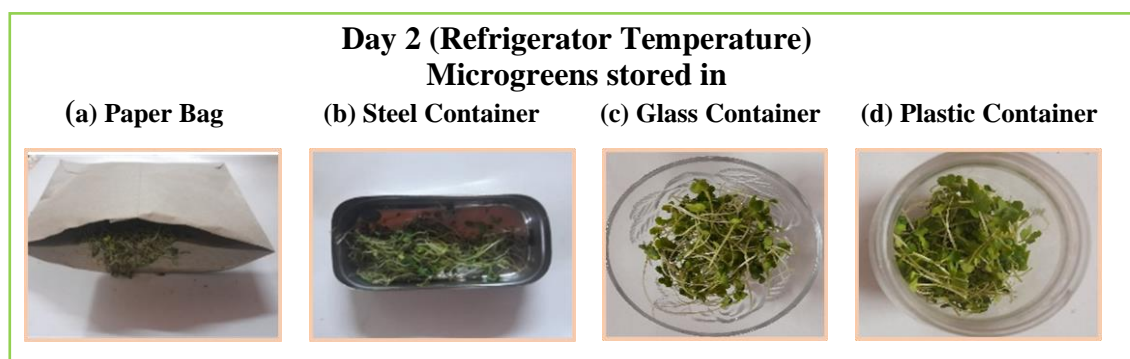 Day 2 (Refrigerator Temperature)
Microgreens stored in
(a) Paper Bag (b) Steel Container (c) Glass Container (d) Plastic Container